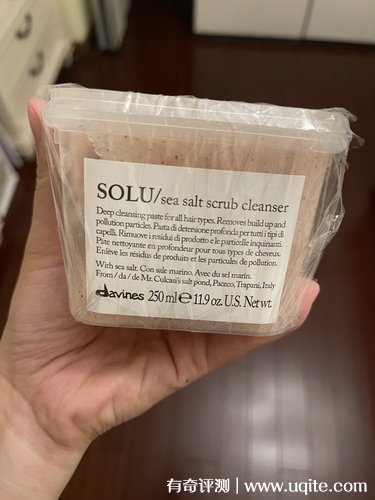 SOLU/sea salt scrub cleanser
Deep cleansing paste for all hair types. Removes build up and
pollution particles. Pasta di detersione profonda per tutti i tipi di
capelli. Rimuove i residui di prodotto e le particelle inquinanti.
Pâte nettoyante en profondeur pour tous types de cheveux.
Enlève les résidus de produits et les particules de pollution.
With sea salt. Con sale marino. Avec du sel marin.
From / da / de Mr. Culcasi's salt pond, Paceco, Trapani, Italy
davines 250 ml ℮ 11.9 oz. U.S. Net wt.
有奇评测 | www.uqite.com